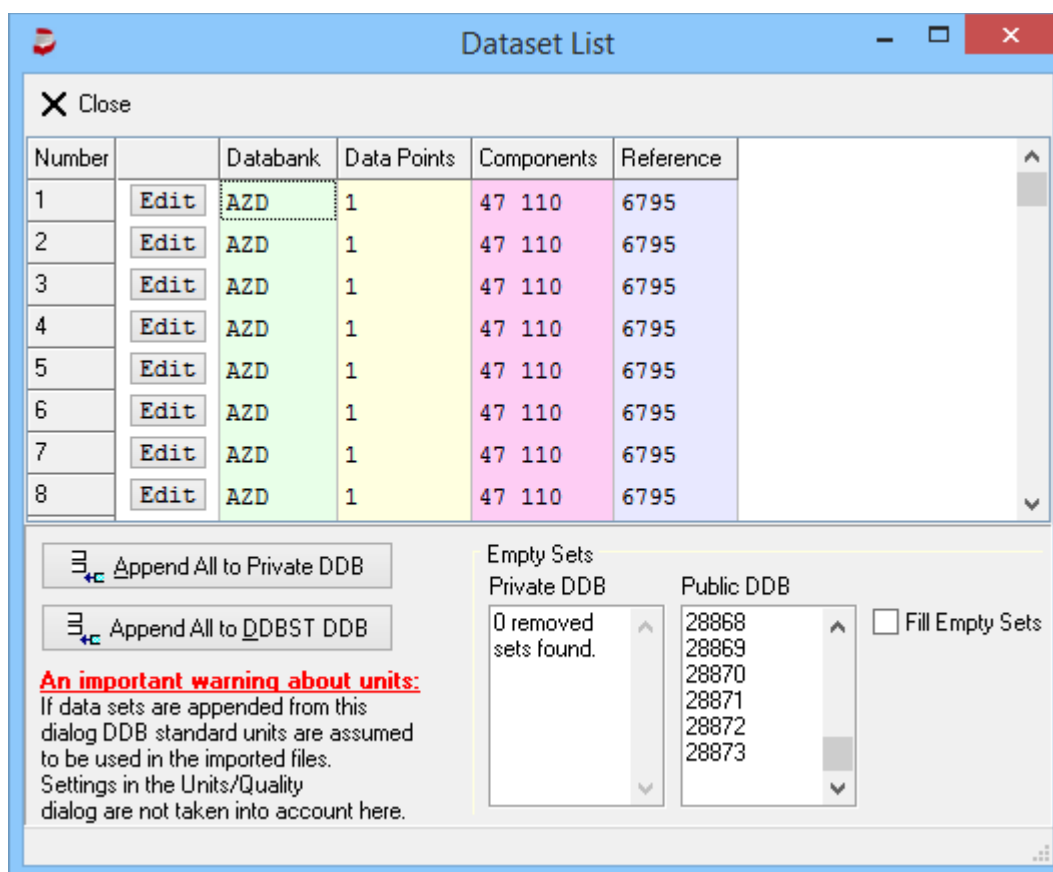 Dataset List
Close
Number Databank Data Points Components Reference
1 Edit AZD 1 47 110 6795
2 Edit AZD 1 47 110 6795
3 Edit AZD 1 47 110 6795
4 Edit AZD 1 47 110 6795
5 Edit AZD 1 47 110 6795
6 Edit AZD 1 47 110 6795
7 Edit AZD 1 47 110 6795
8 Edit AZD 1 47 110 6795
Append All to Private DDB
Append All to DDBST DDB
An important warning about units:
If data sets are appended from this
dialog DDB standard units are assumed
to be used in the imported files.
Settings in the Units/Quality
dialog are not taken into account here.
Empty Sets
Private DDB
0 removed
sets found.
Public DDB
28868
28869
28870
28871
28872
28873
Fill Empty Sets